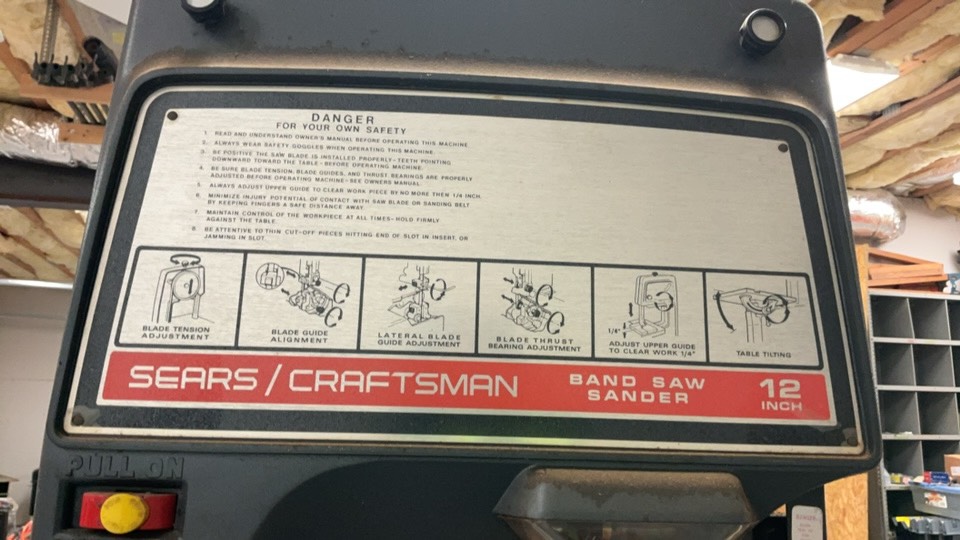 DANGER
FOR YOUR OWN SAFETY
1. READ AND UNDERSTAND OWNER'S MANUAL BEFORE OPERATING THIS MACHINE.
2. ALWAYS WEAR SAFETY GOGGLES WHEN OPERATING THIS MACHINE.
3. BE POSITIVE THE SAW BLADE IS INSTALLED PROPERLY-TEETH POINTING
DOWNWARD TOWARD THE TABLE-BEFORE OPERATING MACHINE.
4. BE SURE BLADE TENSION, BLADE GUIDES, AND THRUST BEARINGS ARE PROPERLY
ADJUSTED BEFORE OPERATING MACHINE-SEE OWNERS MANUAL.
5. ALWAYS ADJUST UPPER GUIDE TO CLEAR WORK PIECE BY NO MORE THEN 1/4 INCH.
6. MINIMIZE INJURY POTENTIAL OF CONTACT WITH SAW BLADE OR SANDING BELT
BY KEEPING FINGERS A SAFE DISTANCE AWAY.
7. MAINTAIN CONTROL OF THE WORKPIECE AT ALL TIMES-HOLD FIRMLY
AGAINST THE TABLE.
8. BE ATTENTIVE TO THIN CUT-OFF PIECES HITTING END OF SLOT IN INSERT, OR
JAMMING IN SLOT.
BLADE TENSION
ADJUSTMENT
BLADE GUIDE
ALIGNMENT
LATERAL BLADE
GUIDE ADJUSTMENT
BLADE THRUST
BEARING ADJUSTMENT
1/4"
ADJUST UPPER GUIDE
TO CLEAR WORK 1/4"
TABLE TILTING
SEARS/CRAFTSMAN
BAND SAW
SANDER
12
INCH
PULL ON